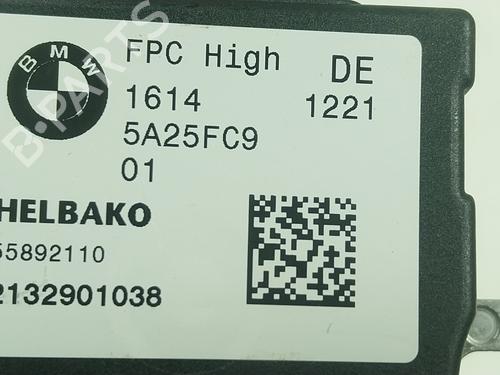 BMW
FPC High DE
1614 1221
5A25FC9
01
HELBAKO
55892110
2132901038
B-PARTS